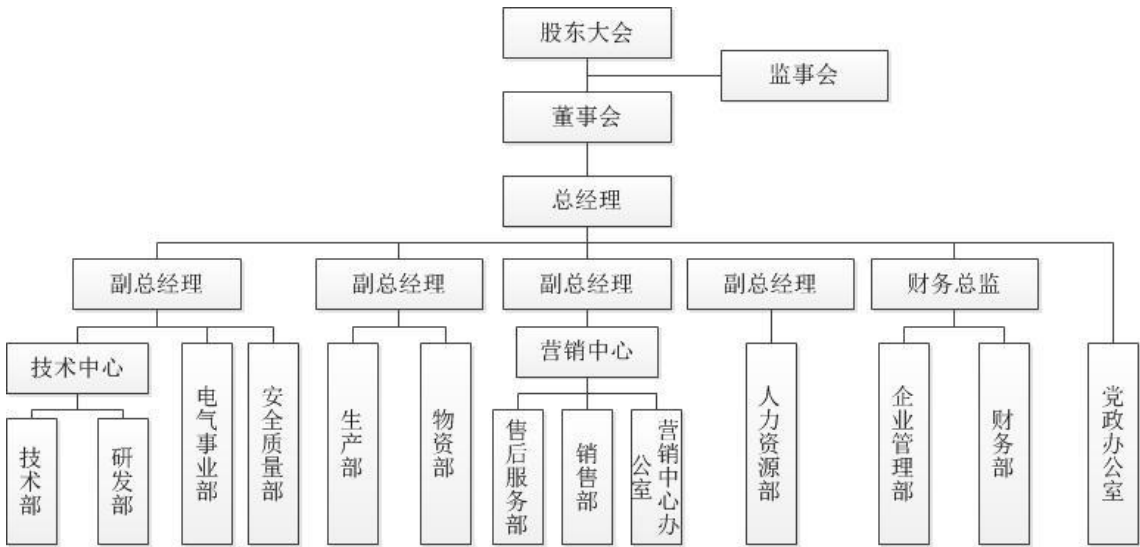 股东大会
监事会
董事会
总经理
副总经理
副总经理
副总经理
副总经理
财务总监
技术中心
电气事业部
安全质量部
生产部
物资部
营销中心
人力资源部
企业管理部
财务部
党政办公室
技术部
研发部
售后服务部
销售部
营销中心办
公室